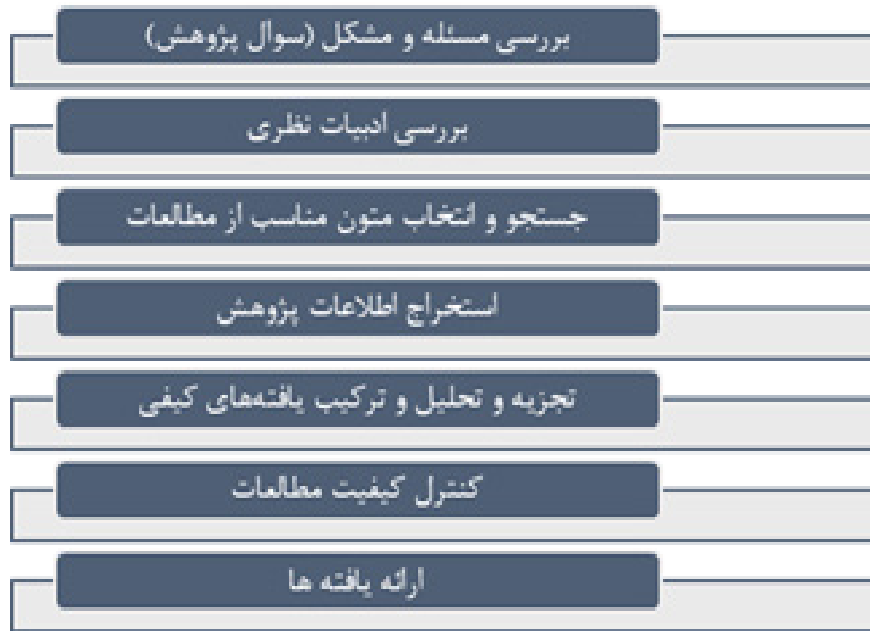 بررسی مسئله و مشکل (سوال پژوهش)
بررسی ادبیات نظری
جستجو و انتخاب متون مناسب از مطالعات
استخراج اطلاعات پژوهش
تجزیه و تحلیل و ترکیب یافته‌های کیفی
کنترل کیفیت مطالعات
ارائه یافته ها